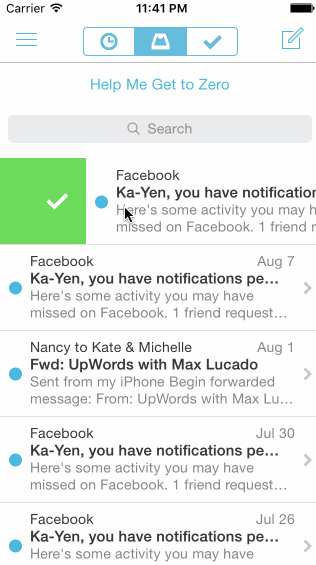 Carrier 11:41 PM
Help Me Get to Zero
Search
Facebook
Ka-Yen, you have notification
Here's some activity you may h
missed on Facebook. 1 friend r
Facebook Aug 7
Ka-Yen, you have notifications pe...
Here's some activity you may have
missed on Facebook. 1 friend request...
Nancy to Kate & Michelle Aug 1
Fwd: UpWords with Max Lucado
Sent from my iPhone Begin forwarded
message: From: UpWords with Max Lu...
Facebook Jul 30
Ka-Yen, you have notifications pe...
Here's some activity you may have
missed on Facebook. 1 friend request...
Facebook Jul 26
Ka-Yen, you have notifications pe...
Here's some activity you may have